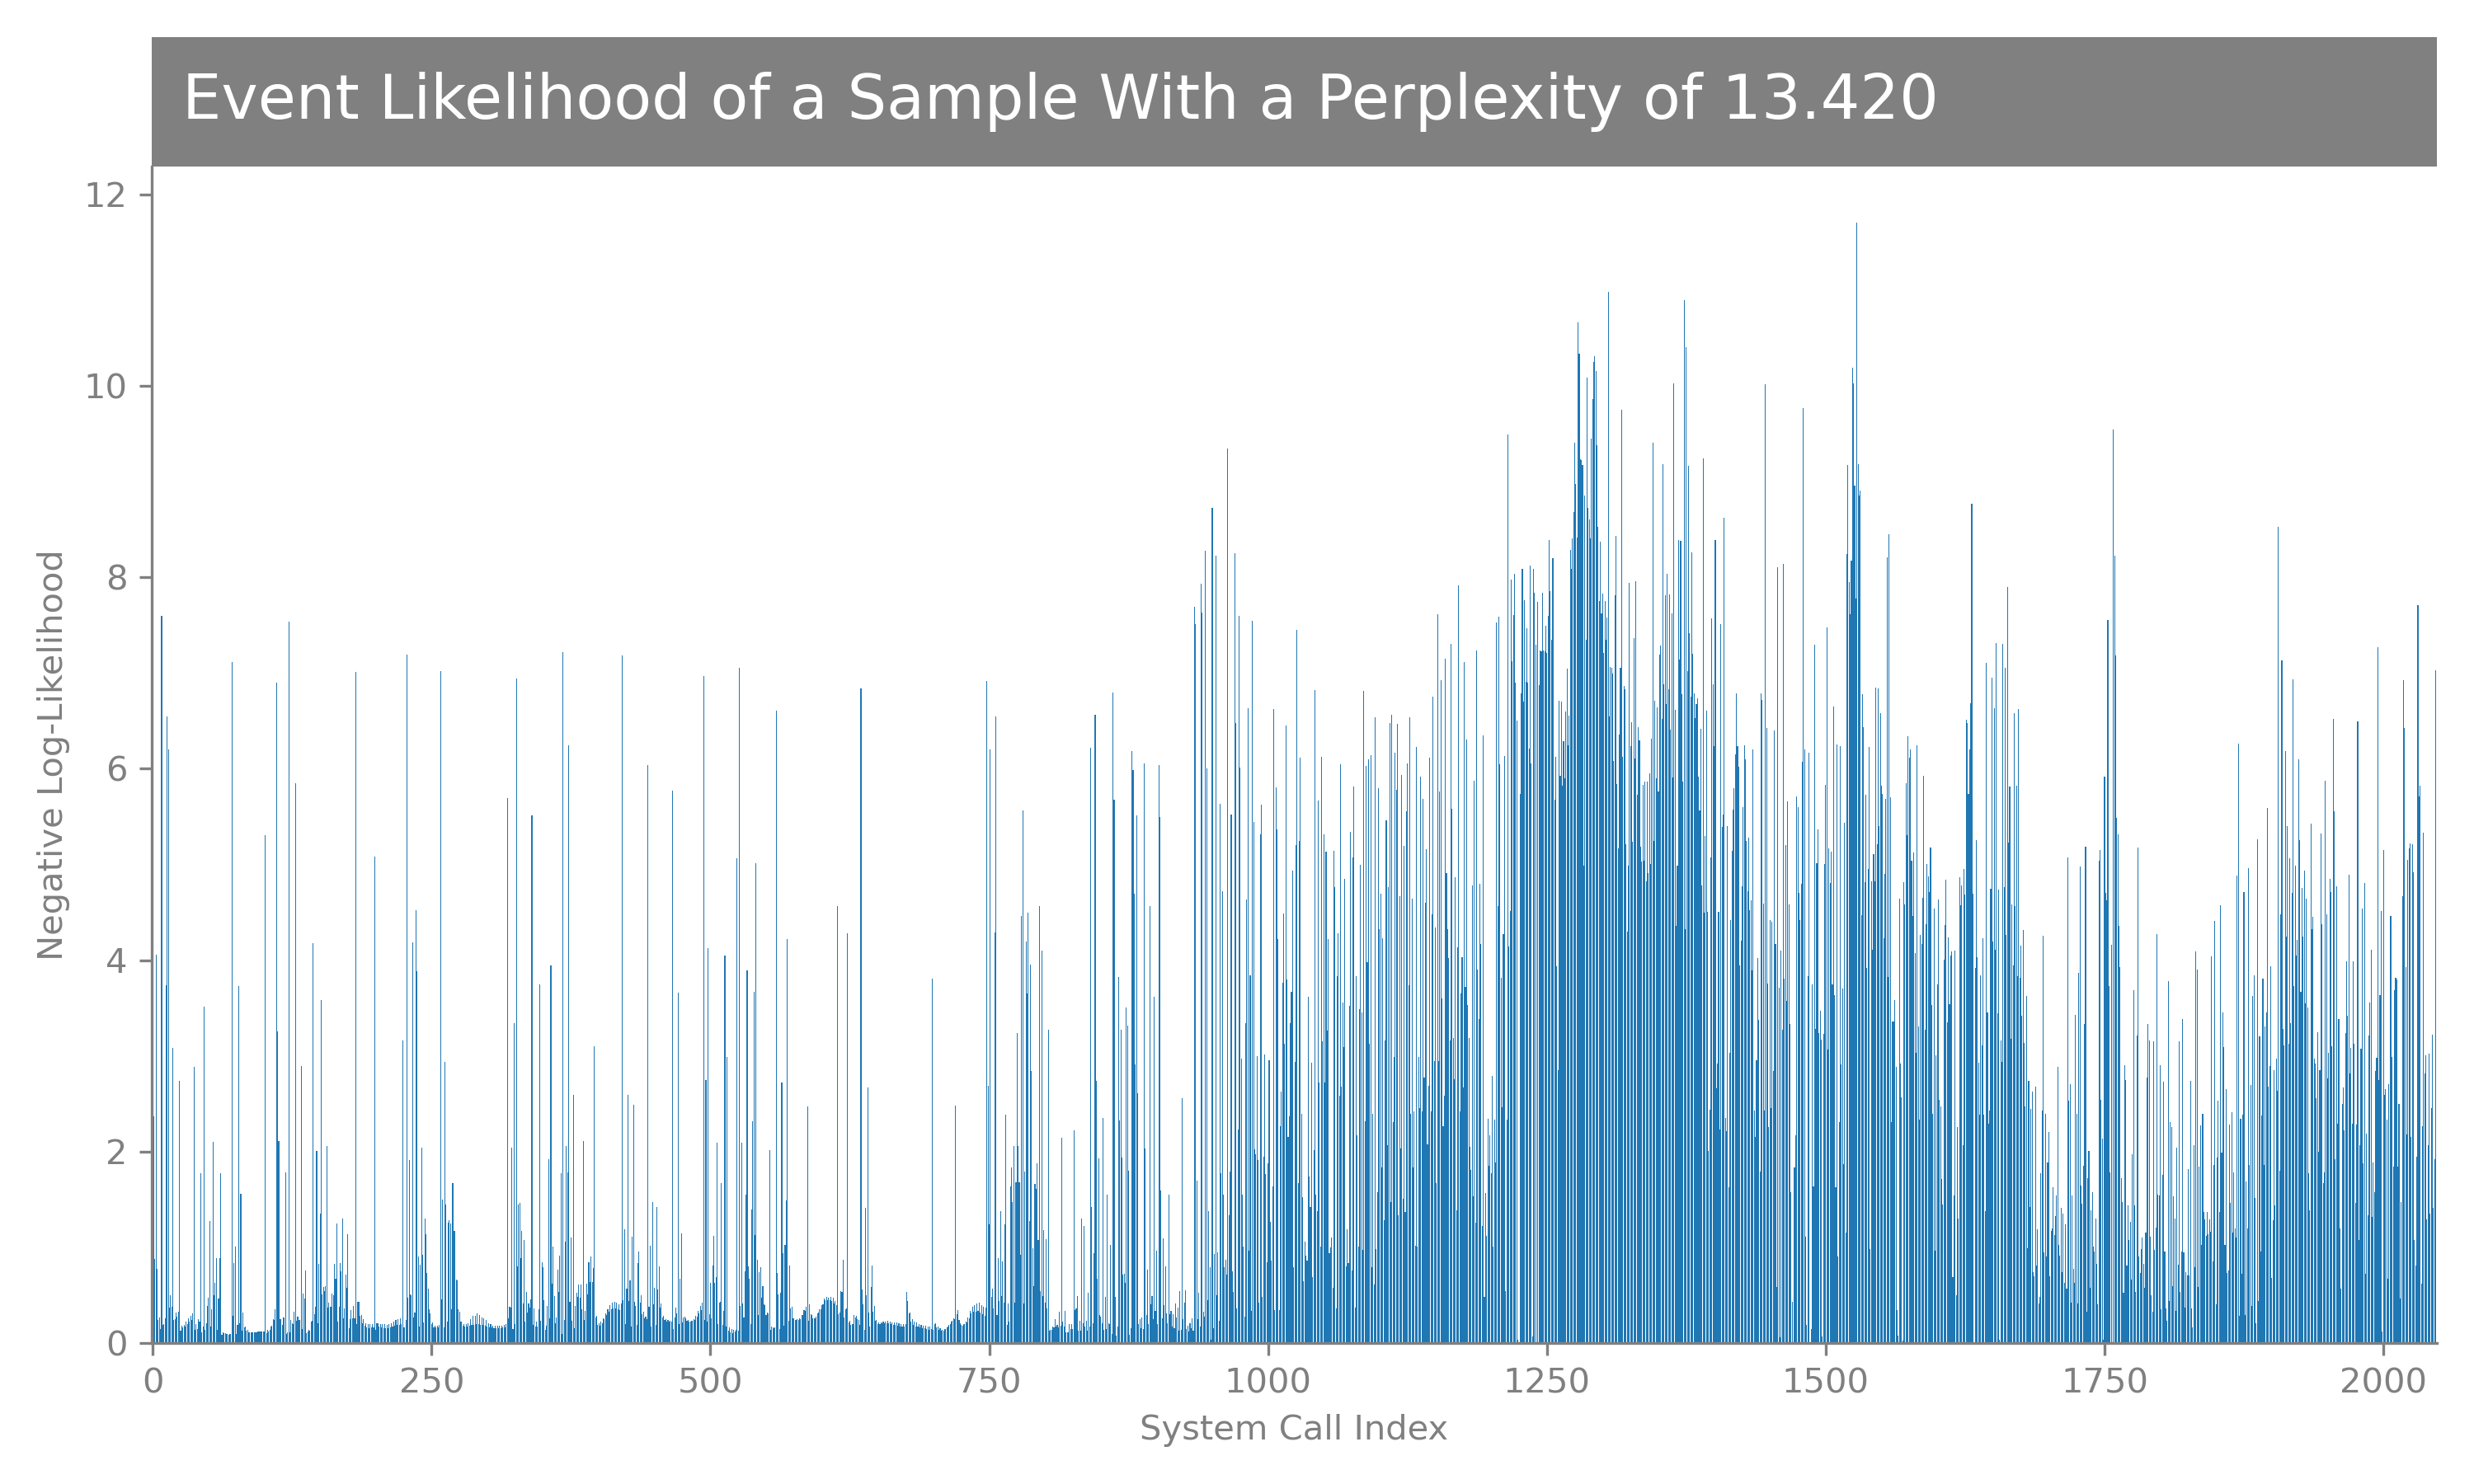 Event Likelihood of a Sample With a Perplexity of 13.420
12
10
8
6
4
2
0
Negative Log-Likelihood
0 250 500 750 1000 1250 1500 1750 2000
System Call Index